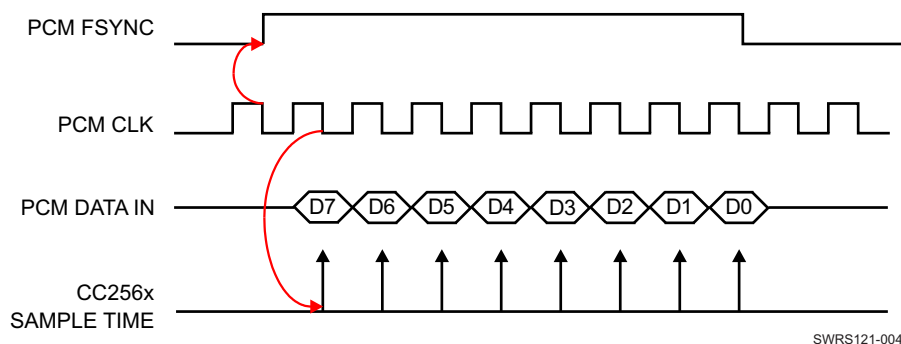 PCM FSYNC
PCM CLK
PCM DATA IN
D7 D6 D5 D4 D3 D2 D1 D0
CC256x
SAMPLE TIME
SWRS121-004